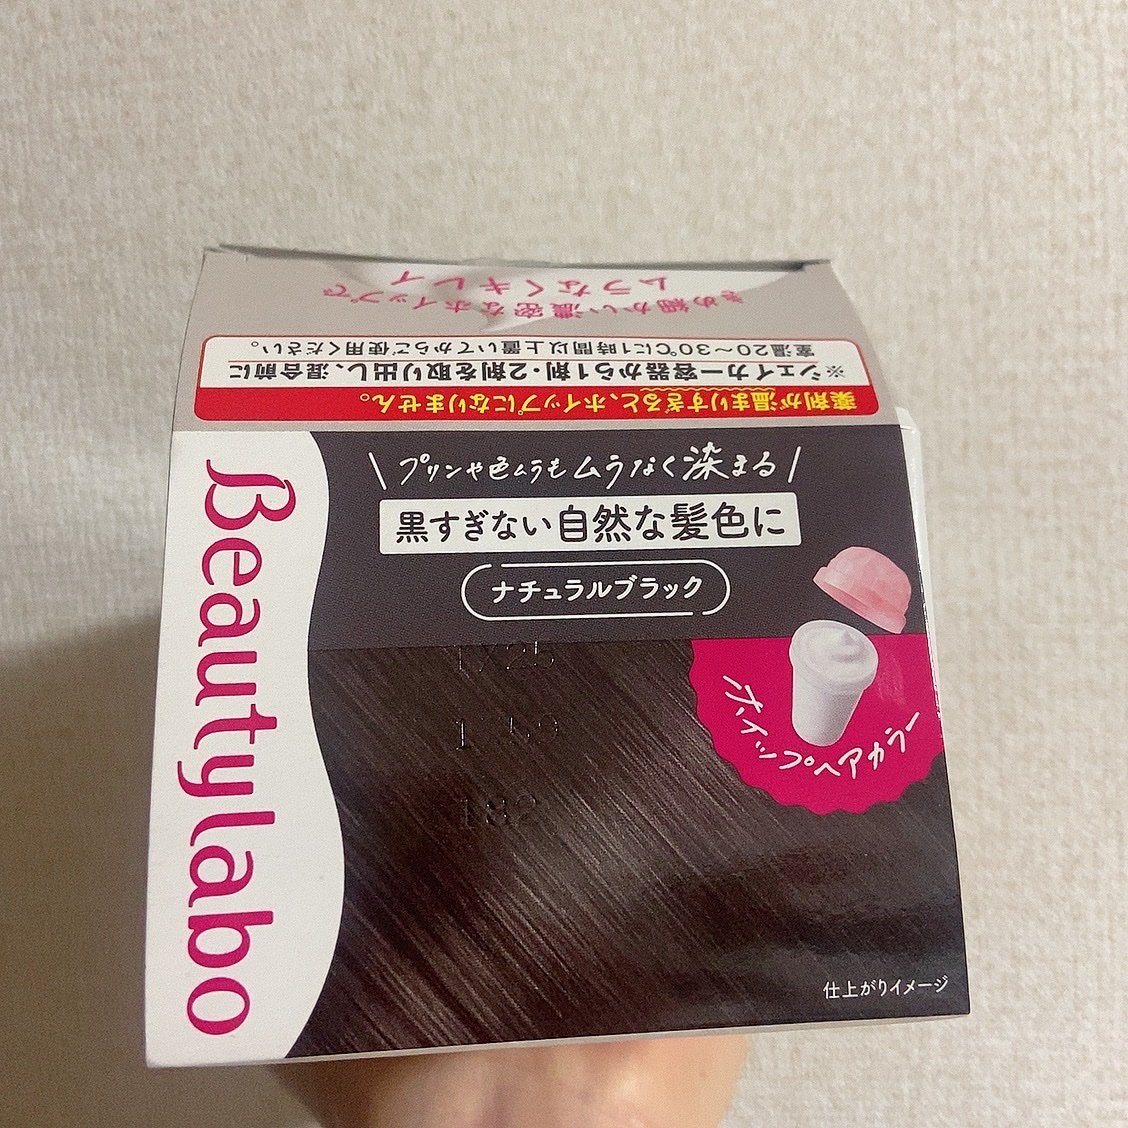 きめ細かい濃密なホイップで
ムラなくキレイ
薬剤が温まりすぎると、ホイップになりません。
※シェイカー容器から1剤・2剤を取り出し、混合前に
室温20～30℃に1時間以上置いてからご使用ください。
Beautylabo
プリンや色ムラもムラなく染まる
黒すぎない自然な髪色に
ナチュラルブラック
ホイップヘアカラー
仕上がりイメージ